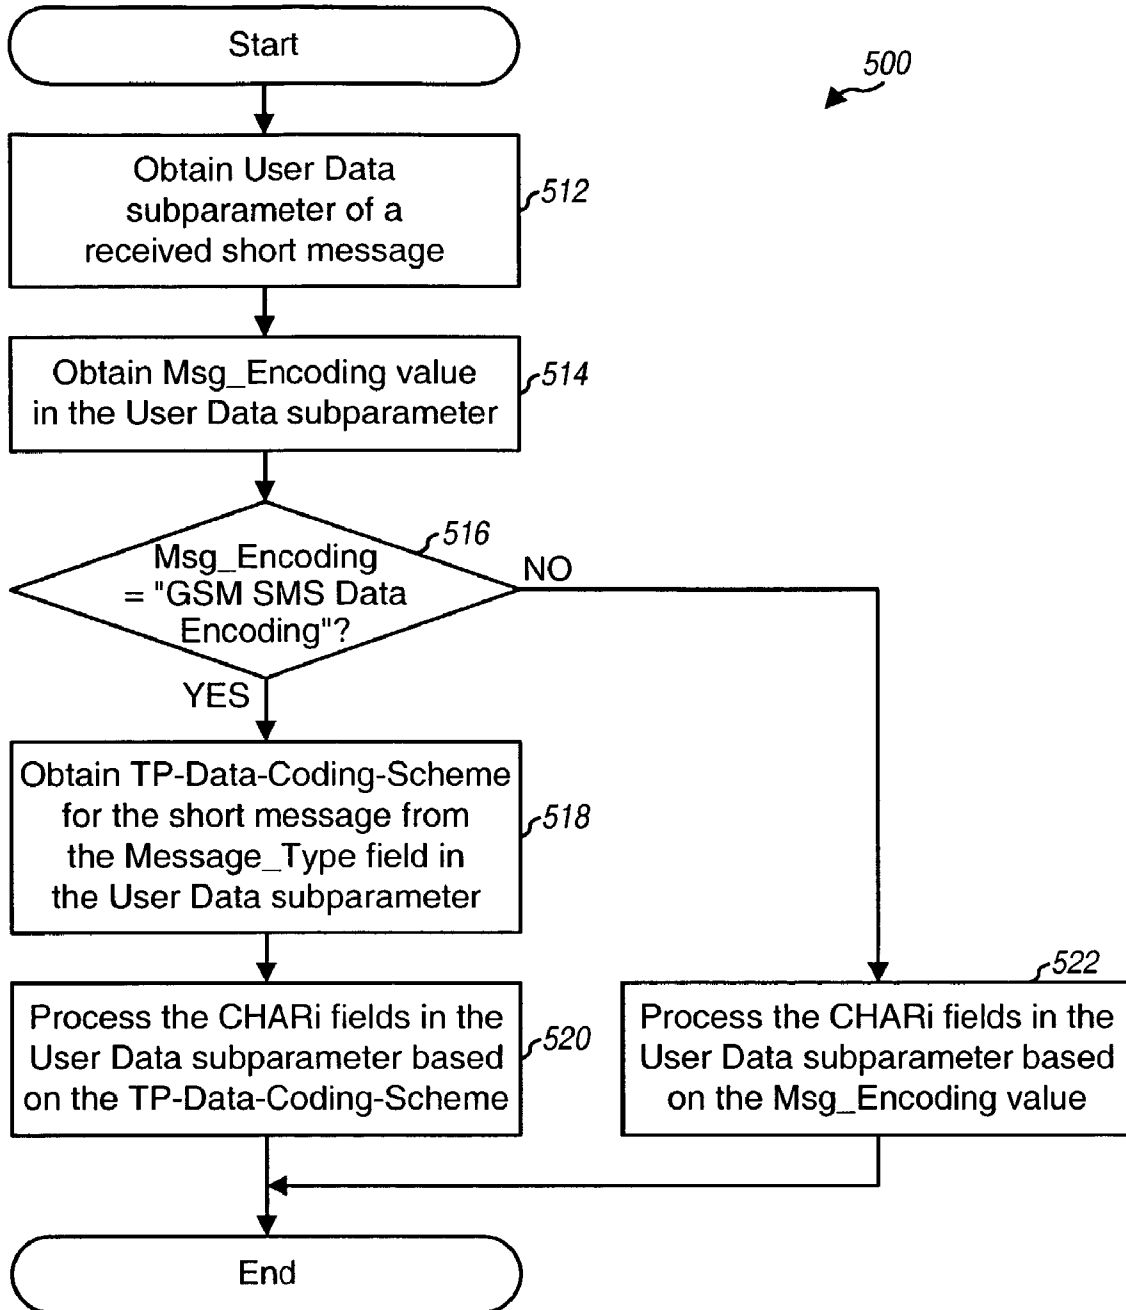 Start
500
Obtain User Data
subparameter of a
received short message
512
Obtain Msg_Encoding value
in the User Data subparameter
514
Msg_Encoding
= "GSM SMS Data
Encoding"?
516
NO
YES
Obtain TP-Data-Coding-Scheme
for the short message from
the Message_Type field in
the User Data subparameter
518
Process the CHARi fields in the
User Data subparameter based
on the TP-Data-Coding-Scheme
520
Process the CHARi fields in the
User Data subparameter based
on the Msg_Encoding value
522
End